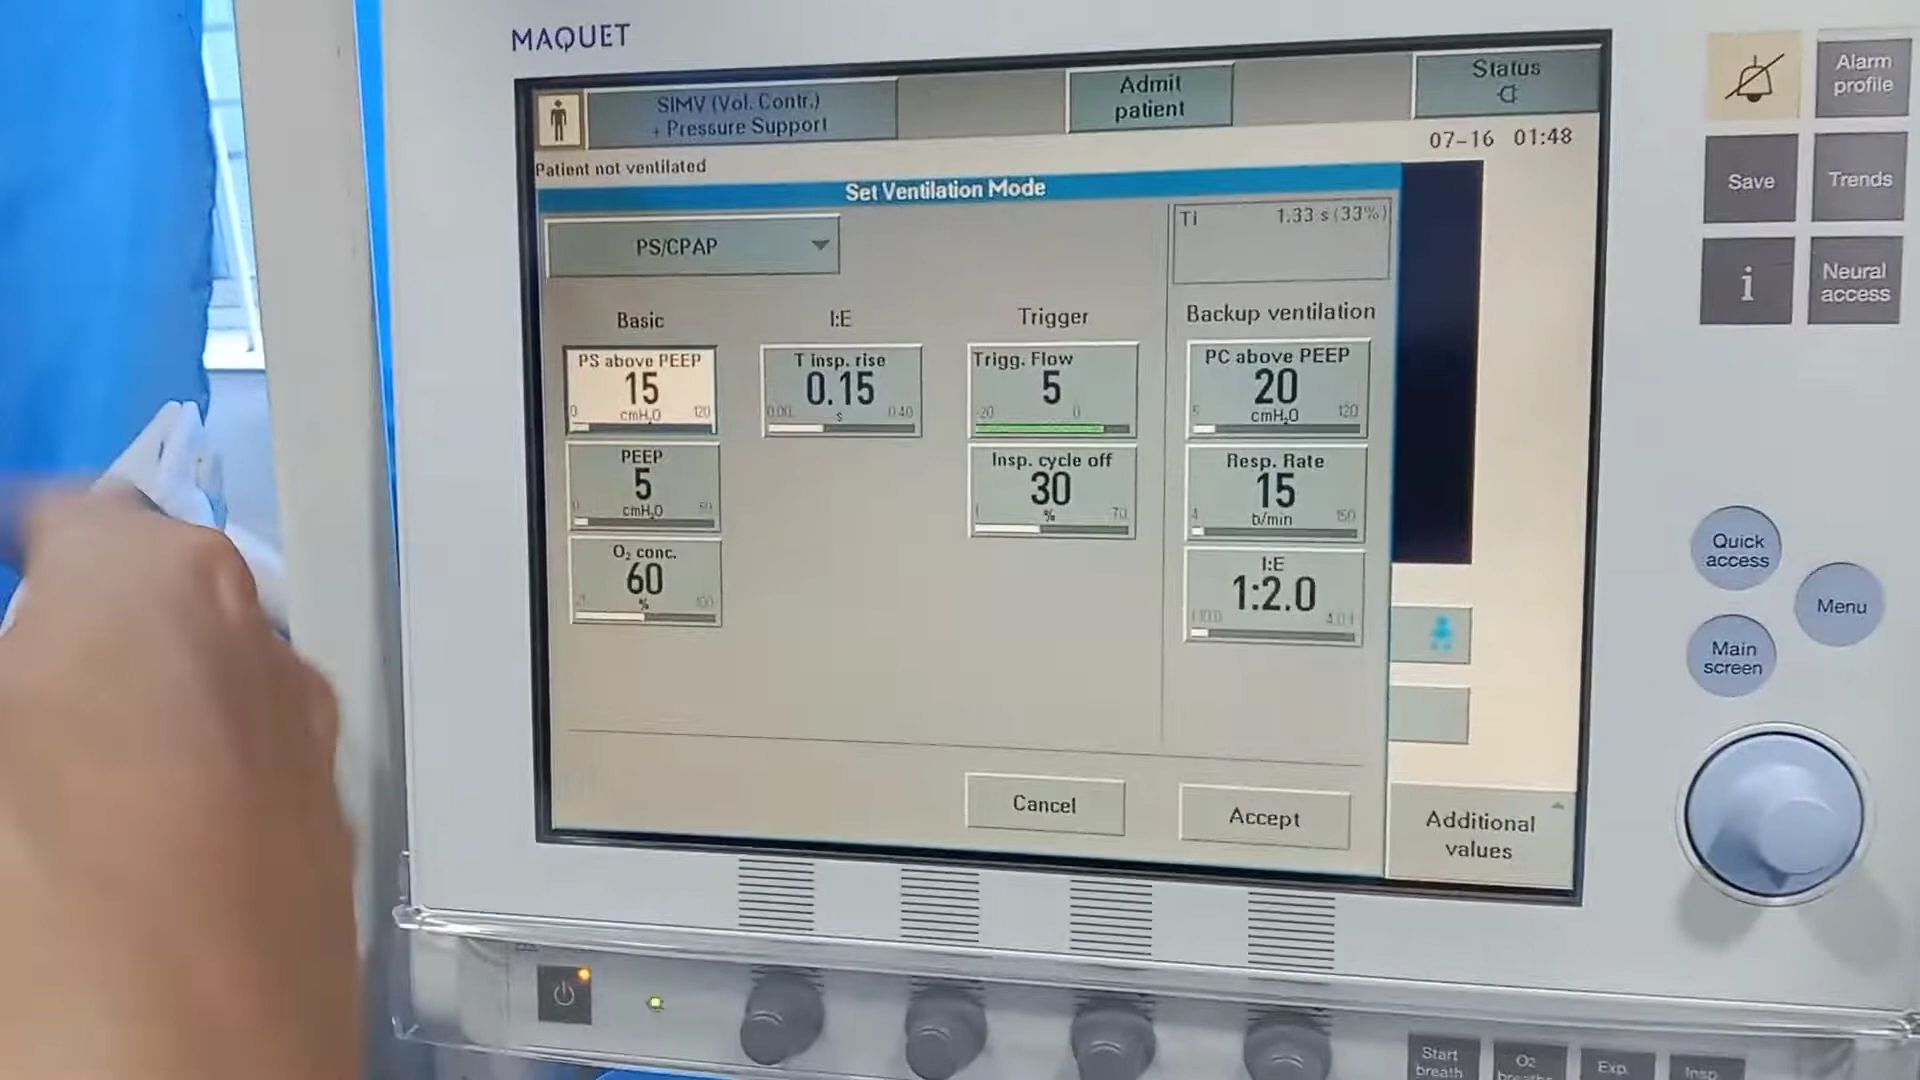 MAQUET
SIMV (Vol. Contr.)
+ Pressure Support
Admit
patient
Status
Alarm
profile
07-16 01:48
Patient not ventilated
Set Ventilation Mode
Save
Trends
PS/CPAP
Ti 1.33 s (33%)
i
Neural
access
Basic
I:E
Trigger
Backup ventilation
PS above PEEP
15
cmH₂O
0 120
T insp. rise
0.15
s
0.00 0.40
Trigg. Flow
5
-20 0
PC above PEEP
20
cmH₂O
5 120
PEEP
5
cmH₂O
0 50
Insp. cycle off
30
%
1 70
Resp. Rate
15
b/min
4 150
O₂ conc.
60
%
100
I:E
1:2.0
Quick
access
Menu
Main
screen
Cancel
Accept
Additional
values
Start
breath
O₂
breaths
Exp.
Insp.